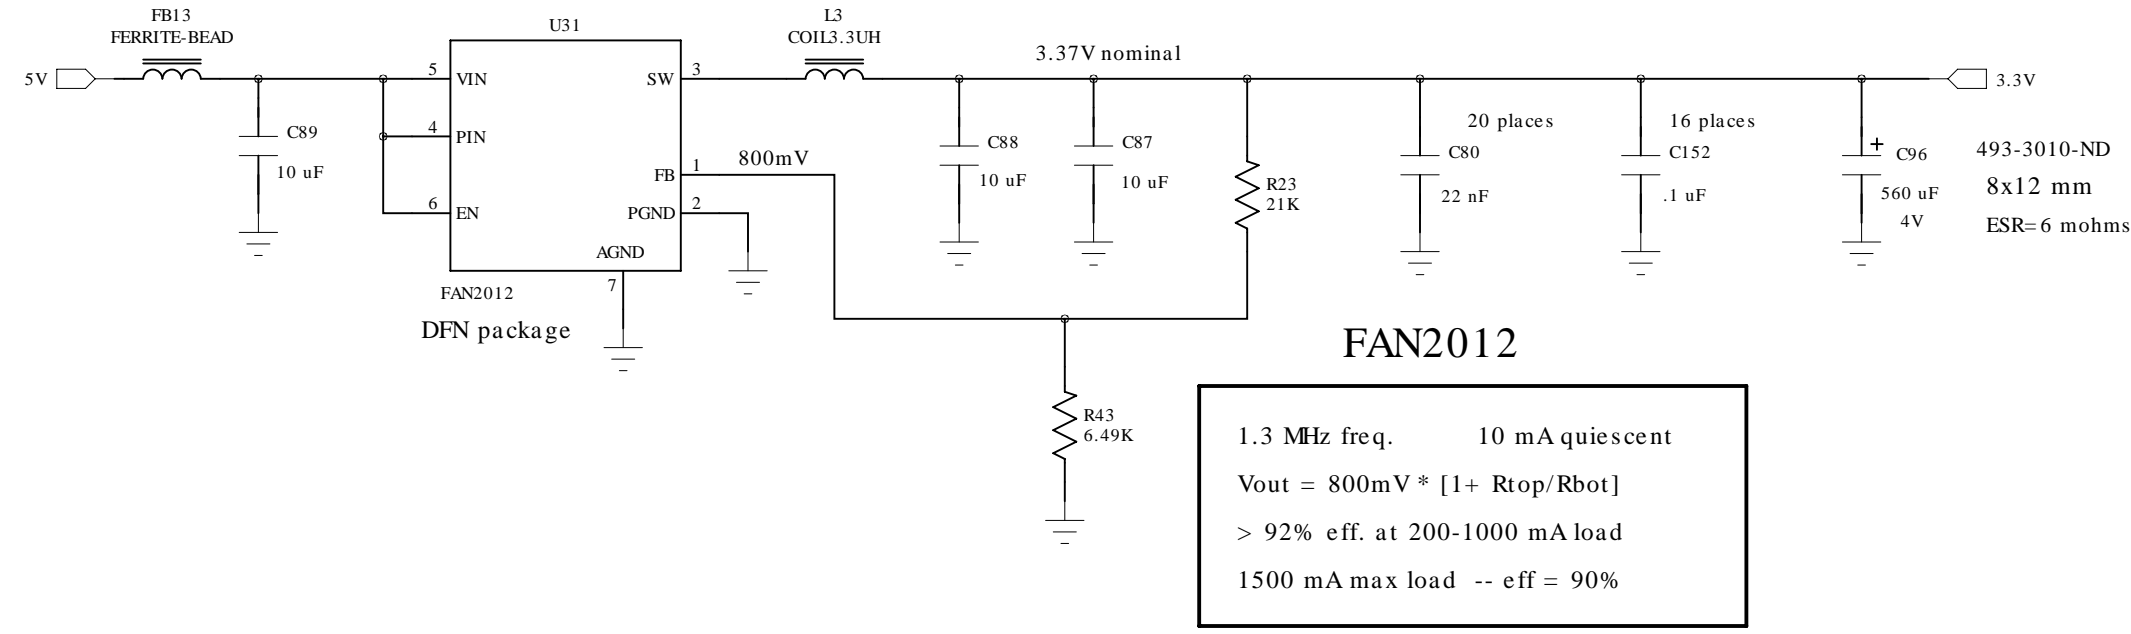 FB13
FERRITE-BEAD
5V
C89
10 uF
U31
5
VIN
4
PIN
6
EN
SW
3
FB
1
PGND
2
AGND
7
FAN2012
DFN package
800mV
L3
COIL3.3UH
3.37V nominal
C88
10 uF
C87
10 uF
R23
21K
R43
6.49K
20 places
C80
22 nF
16 places
C152
.1 uF
+
C96
560 uF
4V
3.3V
493-3010-ND
8x12 mm
ESR=6 mohms
FAN2012
1.3 MHz freq. 10 mA quiescent
Vout = 800mV * [1+ Rtop/Rbot]
> 92% eff. at 200-1000 mA load
1500 mA max load -- eff = 90%